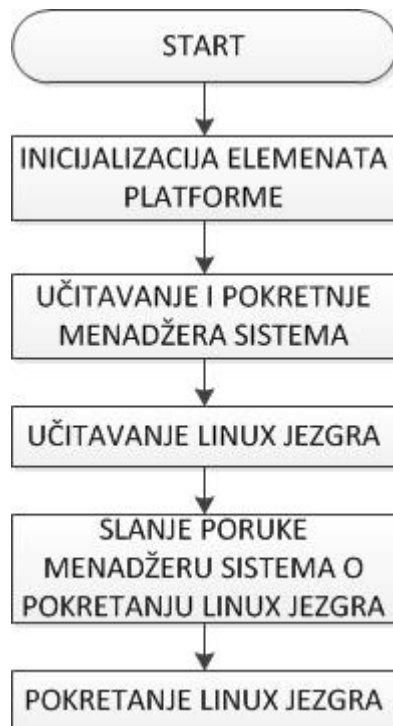 START
INICIJALIZACIJA ELEMENATA
PLATFORME
UČITAVANJE I POKRETNJE
MENADŽERA SISTEMA
UČITAVANJE LINUX JEZGRA
SLANJE PORUKE
MENADŽERU SISTEMA O
POKRETANJU LINUX JEZGRA
POKRETANJE LINUX JEZGRA